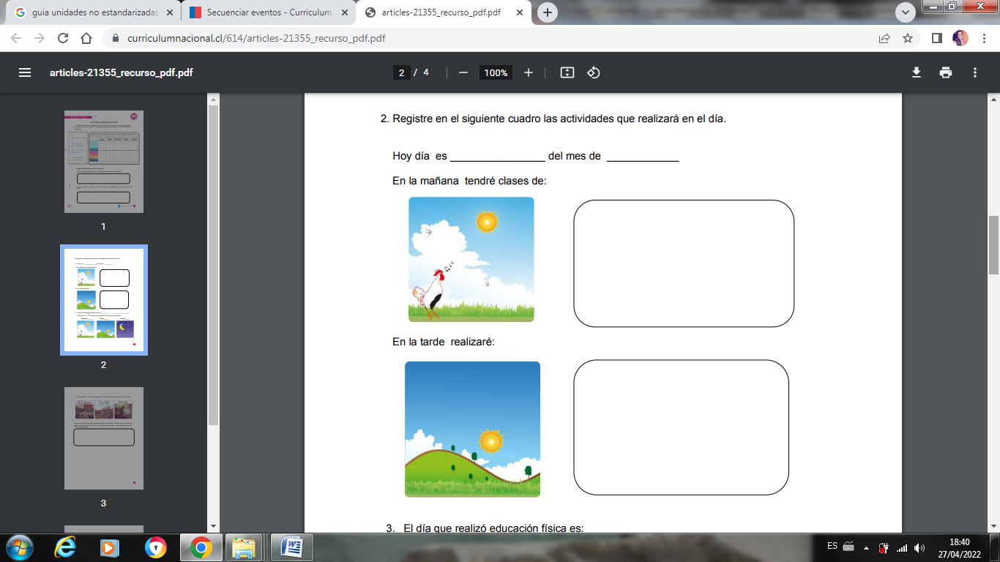 guia unidades no estandarizadas
Secuenciar eventos - Curriculum
articles-21355_recurso_pdf.pdf
curriculumnacional.cl/614/articles-21355_recurso_pdf.pdf
articles-21355_recurso_pdf.pdf
2 / 4
100%
2. Registre en el siguiente cuadro las actividades que realizará en el día.
Hoy día es ________________ del mes de ____________
En la mañana tendré clases de:
En la tarde realizaré:
3. El día que realizó educación física es:
1
2
3
ES
18:40
27/04/2022